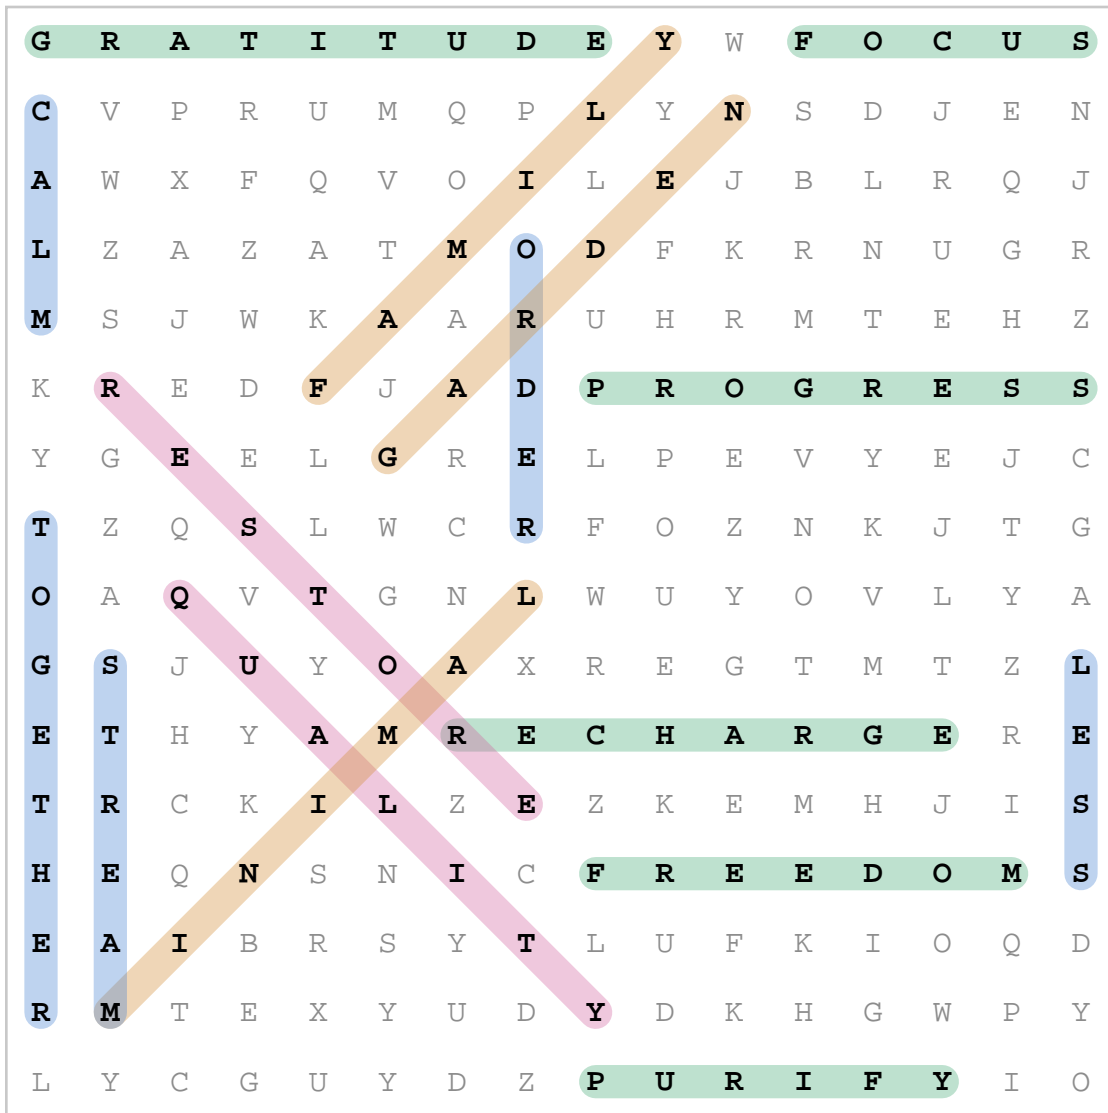 G R A T I T U D E Y W F O C U S
C V P R U M Q P L Y N S D J E N
A W X F Q V O I L E J B L R Q J
L Z A Z A T M O D F K R N U G R
M S J W K A A R U H R M T E H Z
K R E D F J A D P R O G R E S S
Y G E E L G R E L P E V Y E J C
T Z Q S L W C R F O Z N K J T G
O A Q V T G N L W U Y O V L Y A
G S J U Y O A X R E G T M T Z L
E T H Y A M R E C H A R G E R E
T R C K I L Z E Z K E M H J I S
H E Q N S N I C F R E E D O M S
E A I B R S Y T L U F K I O Q D
R M T E X Y U D Y D K H G W P Y
L Y C G U Y D Z P U R I F Y I O